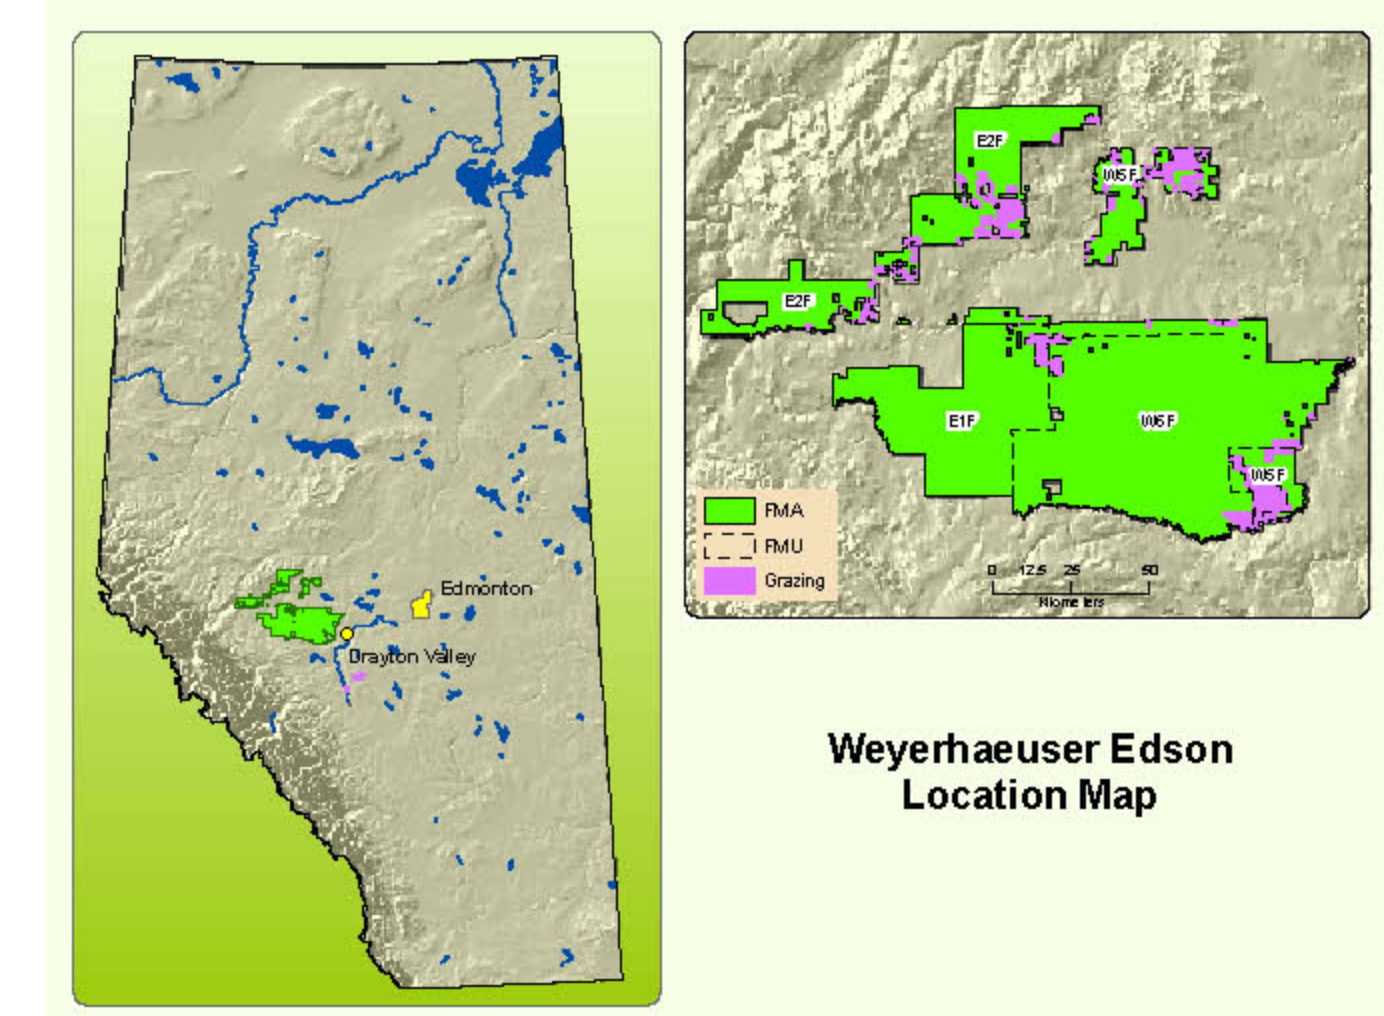 Edmonton
Drayton Valley
E2F
W5F
E2F
E1F
W6F
W5F
FMA
FMU
Grazing
0 12.5 25 50
Kilometers
Weyerhaeuser Edson
Location Map